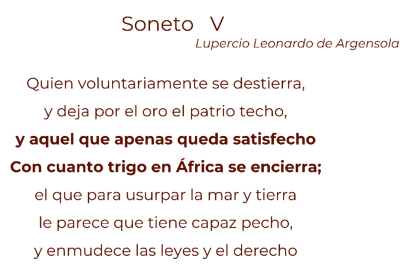 Soneto V
Lupercio Leonardo de Argensola
Quien voluntariamente se destierra,
y deja por el oro el patrio techo,
y aquel que apenas queda satisfecho
Con cuanto trigo en África se encierra;
el que para usurpar la mar y tierra
le parece que tiene capaz pecho,
y enmudece las leyes y el derecho